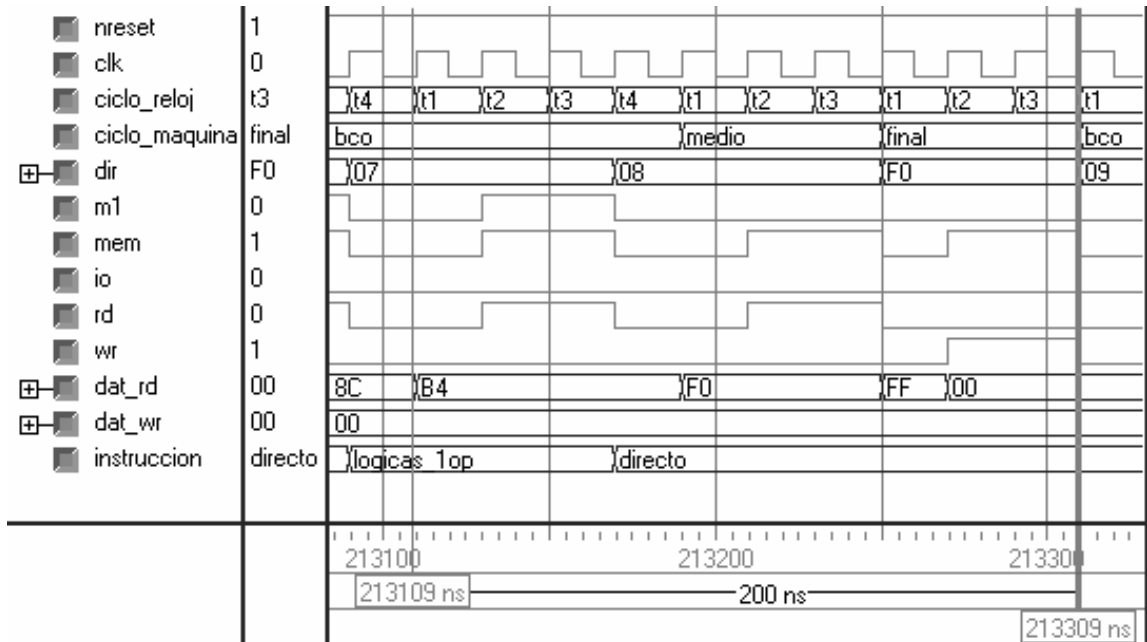 nreset 1
clk 0
ciclo_reloj t3 t4 t1 t2 t3 t4 t1 t2 t3 t1 t2 t3 t1
ciclo_maquina final bco medio final bco
dir F0 07 08 F0 09
m1 0
mem 1
io 0
rd 0
wr 1
dat_rd 00 8C B4 F0 FF 00
dat_wr 00 00
instruccion directo logicas_1op directo
213100 213200 213300
213109 ns 200 ns
213309 ns